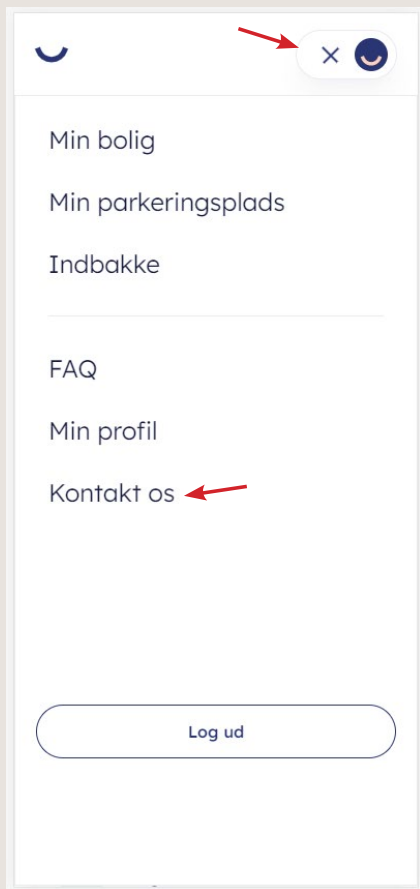 Min bolig
Min parkeringsplads
Indbakke
FAQ
Min profil
Kontakt os
Log ud